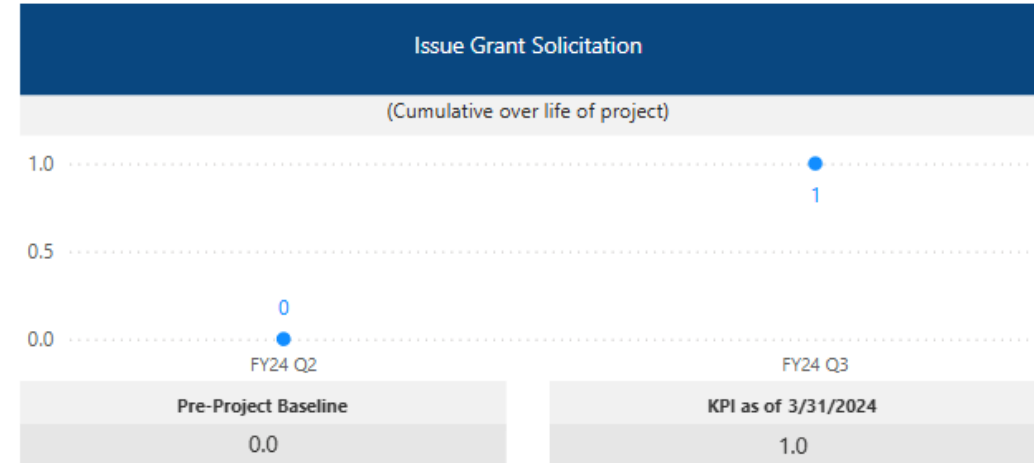 Issue Grant Solicitation
(Cumulative over life of project)
1.0
1
0.5
0
0.0
FY24 Q2 FY24 Q3
Pre-Project Baseline KPI as of 3/31/2024
0.0 1.0